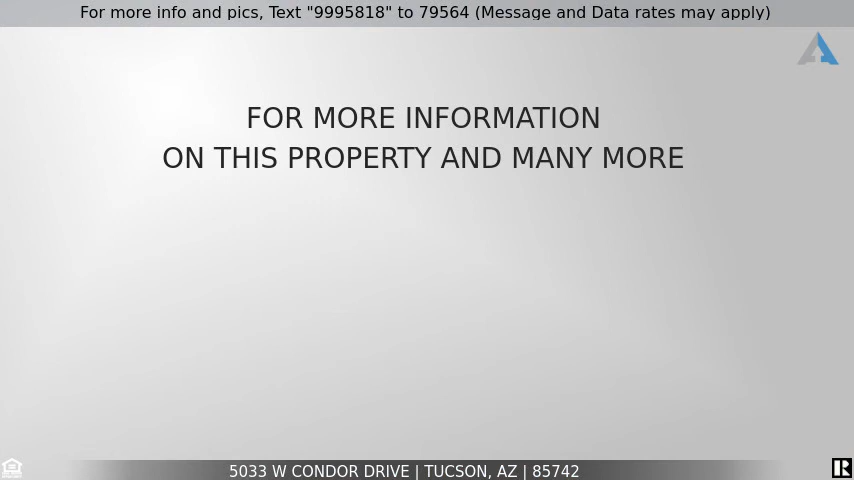 For more info and pics, Text "9995818" to 79564 (Message and Data rates may apply)
FOR MORE INFORMATION
ON THIS PROPERTY AND MANY MORE
5033 W CONDOR DRIVE | TUCSON, AZ | 85742